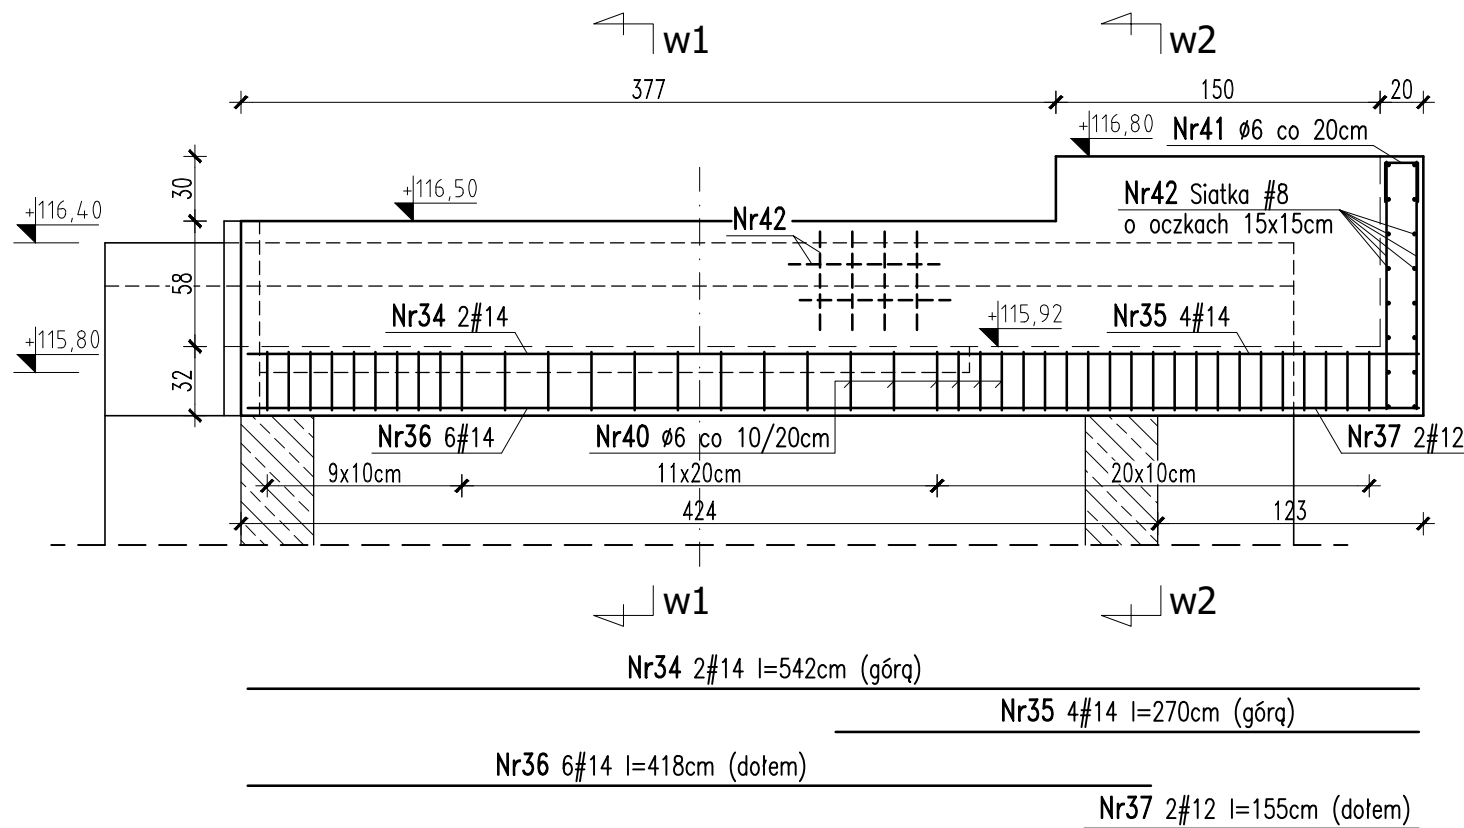 w1
w2
377
150
20
+116,80
Nr41 ø6 co 20cm
30
+116,50
Nr42 Siatka #8
o oczkach 15x15cm
+116,40
Nr42
58
+115,80
Nr34 2#14
+115,92
Nr35 4#14
32
Nr36 6#14
Nr40 ø6 co 10/20cm
Nr37 2#12
9x10cm
11x20cm
20x10cm
424
123
w1
w2
Nr34 2#14 l=542cm (górą)
Nr35 4#14 l=270cm (górą)
Nr36 6#14 l=418cm (dołem)
Nr37 2#12 l=155cm (dołem)